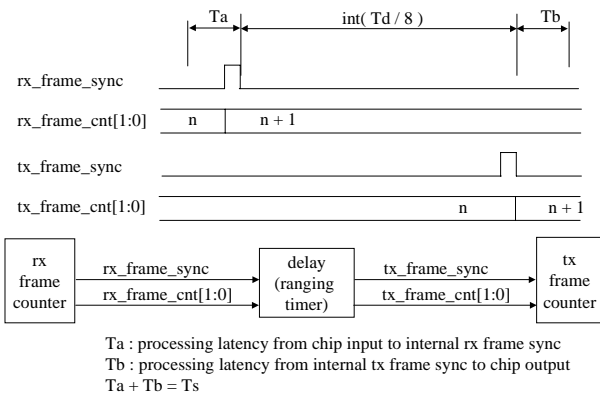 Ta int( Td / 8 ) Tb
rx_frame_sync
rx_frame_cnt[1:0] n n + 1
tx_frame_sync
tx_frame_cnt[1:0] n n + 1
rx
frame
counter
rx_frame_sync
rx_frame_cnt[1:0]
delay
(ranging
timer)
tx_frame_sync
tx_frame_cnt[1:0]
tx
frame
counter
Ta : processing latency from chip input to internal rx frame sync
Tb : processing latency from internal tx frame sync to chip output
Ta + Tb = Ts